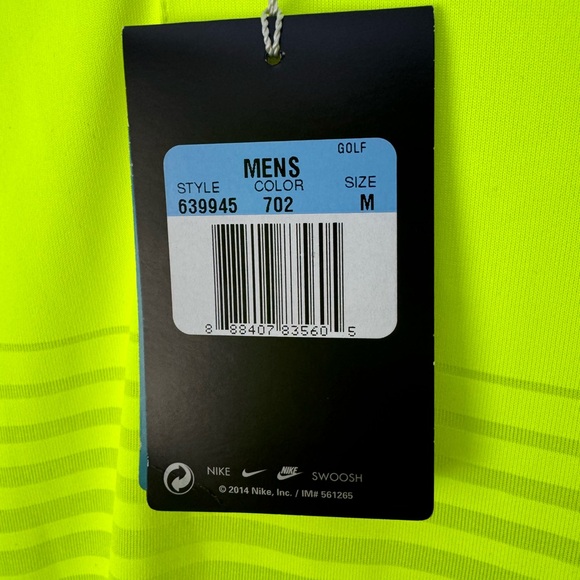 GOLF
MENS
STYLE COLOR SIZE
639945 702 M
8 88407 83560 5
NIKE NIKE SWOOSH
© 2014 Nike, Inc. / IM# 561265